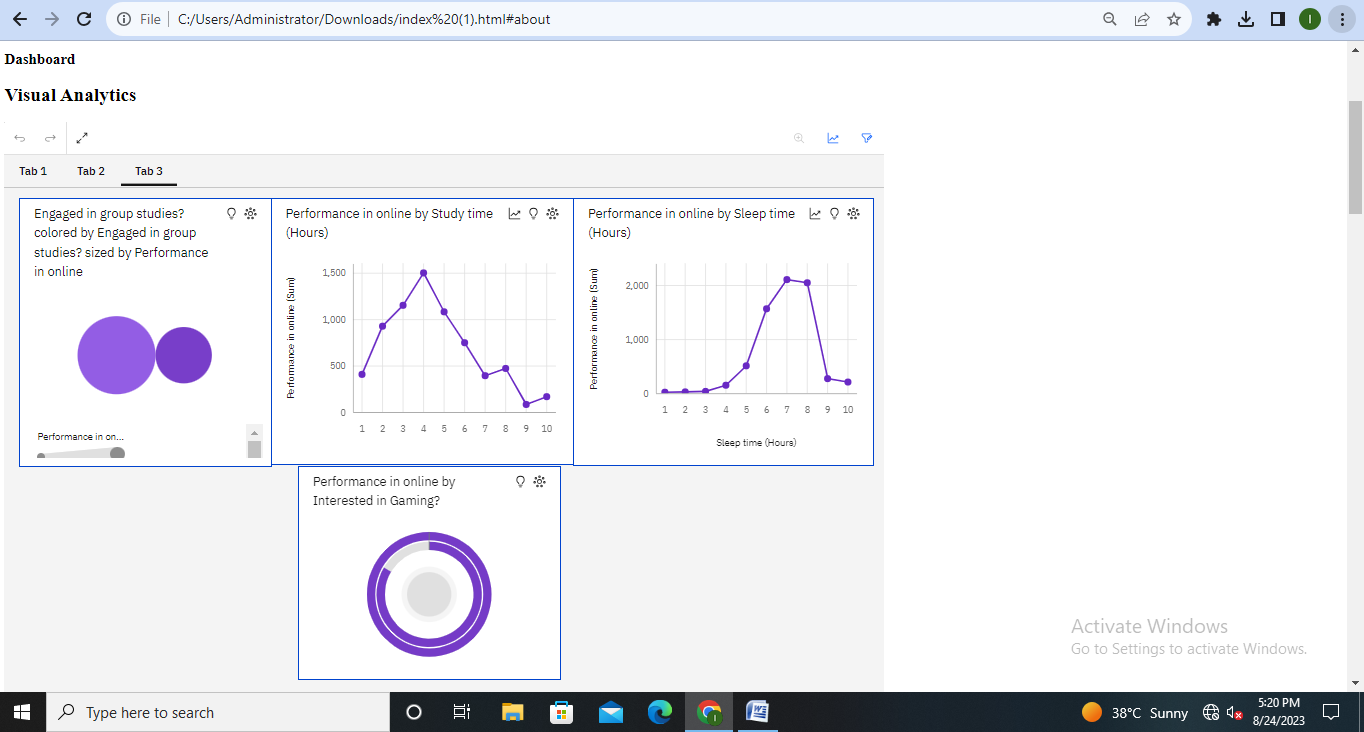 File
C:/Users/Administrator/Downloads/index%20(1).html#about
I
Dashboard
Visual Analytics
Tab 1
Tab 2
Tab 3
Engaged in group studies?
colored by Engaged in group
studies? sized by Performance
in online
Performance in on...
Performance in online by Study time
(Hours)
Performance in online (Sum)
1,500
1,000
500
0
1 2 3 4 5 6 7 8 9 10
Performance in online by Sleep time
(Hours)
Performance in online (Sum)
2,000
1,000
0
1 2 3 4 5 6 7 8 9 10
Sleep time (Hours)
Performance in online by
Interested in Gaming?
Activate Windows
Go to Settings to activate Windows.
Type here to search
38°C Sunny
5:20 PM
8/24/2023